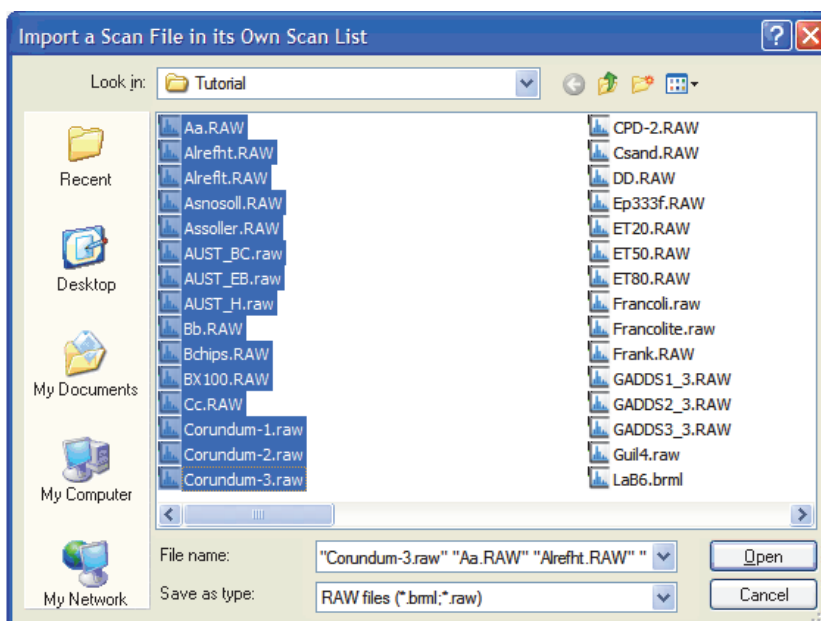 Import a Scan File in its Own Scan List
Look in: Tutorial
Recent
Desktop
My Documents
My Computer
My Network
Aa.RAW
Alrefht.RAW
Alreflt.RAW
Asnosoll.RAW
Assoller.RAW
AUST_BC.raw
AUST_EB.raw
AUST_H.raw
Bb.RAW
Bchips.RAW
BX100.RAW
Cc.RAW
Corundum-1.raw
Corundum-2.raw
Corundum-3.raw
CPD-2.RAW
Csand.RAW
DD.RAW
Ep333f.RAW
ET20.RAW
ET50.RAW
ET80.RAW
Francoli.raw
Francolite.raw
Frank.RAW
GADDS1_3.RAW
GADDS2_3.RAW
GADDS3_3.RAW
Guil4.raw
LaB6.brml
File name: "Corundum-3.raw" "Aa.RAW" "Alrefht.RAW" "
Open
Save as type: RAW files (*.brml;*.raw)
Cancel